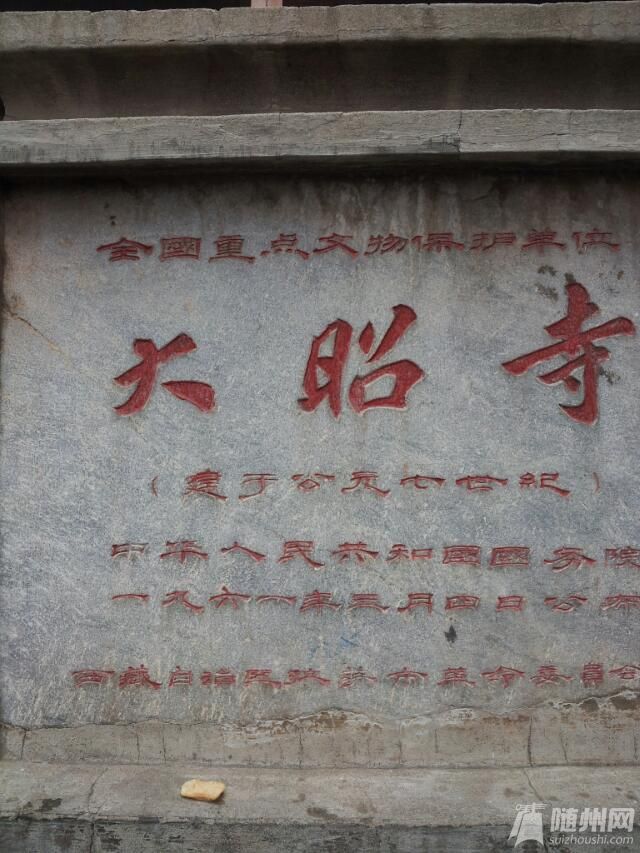 全國重点文物保护单位
大昭寺
（建于公元七世紀）
中华人民共和國國务院
一九六一年三月四日公布
西藏自治区 革命委員会
随州网
suizhoushi.com